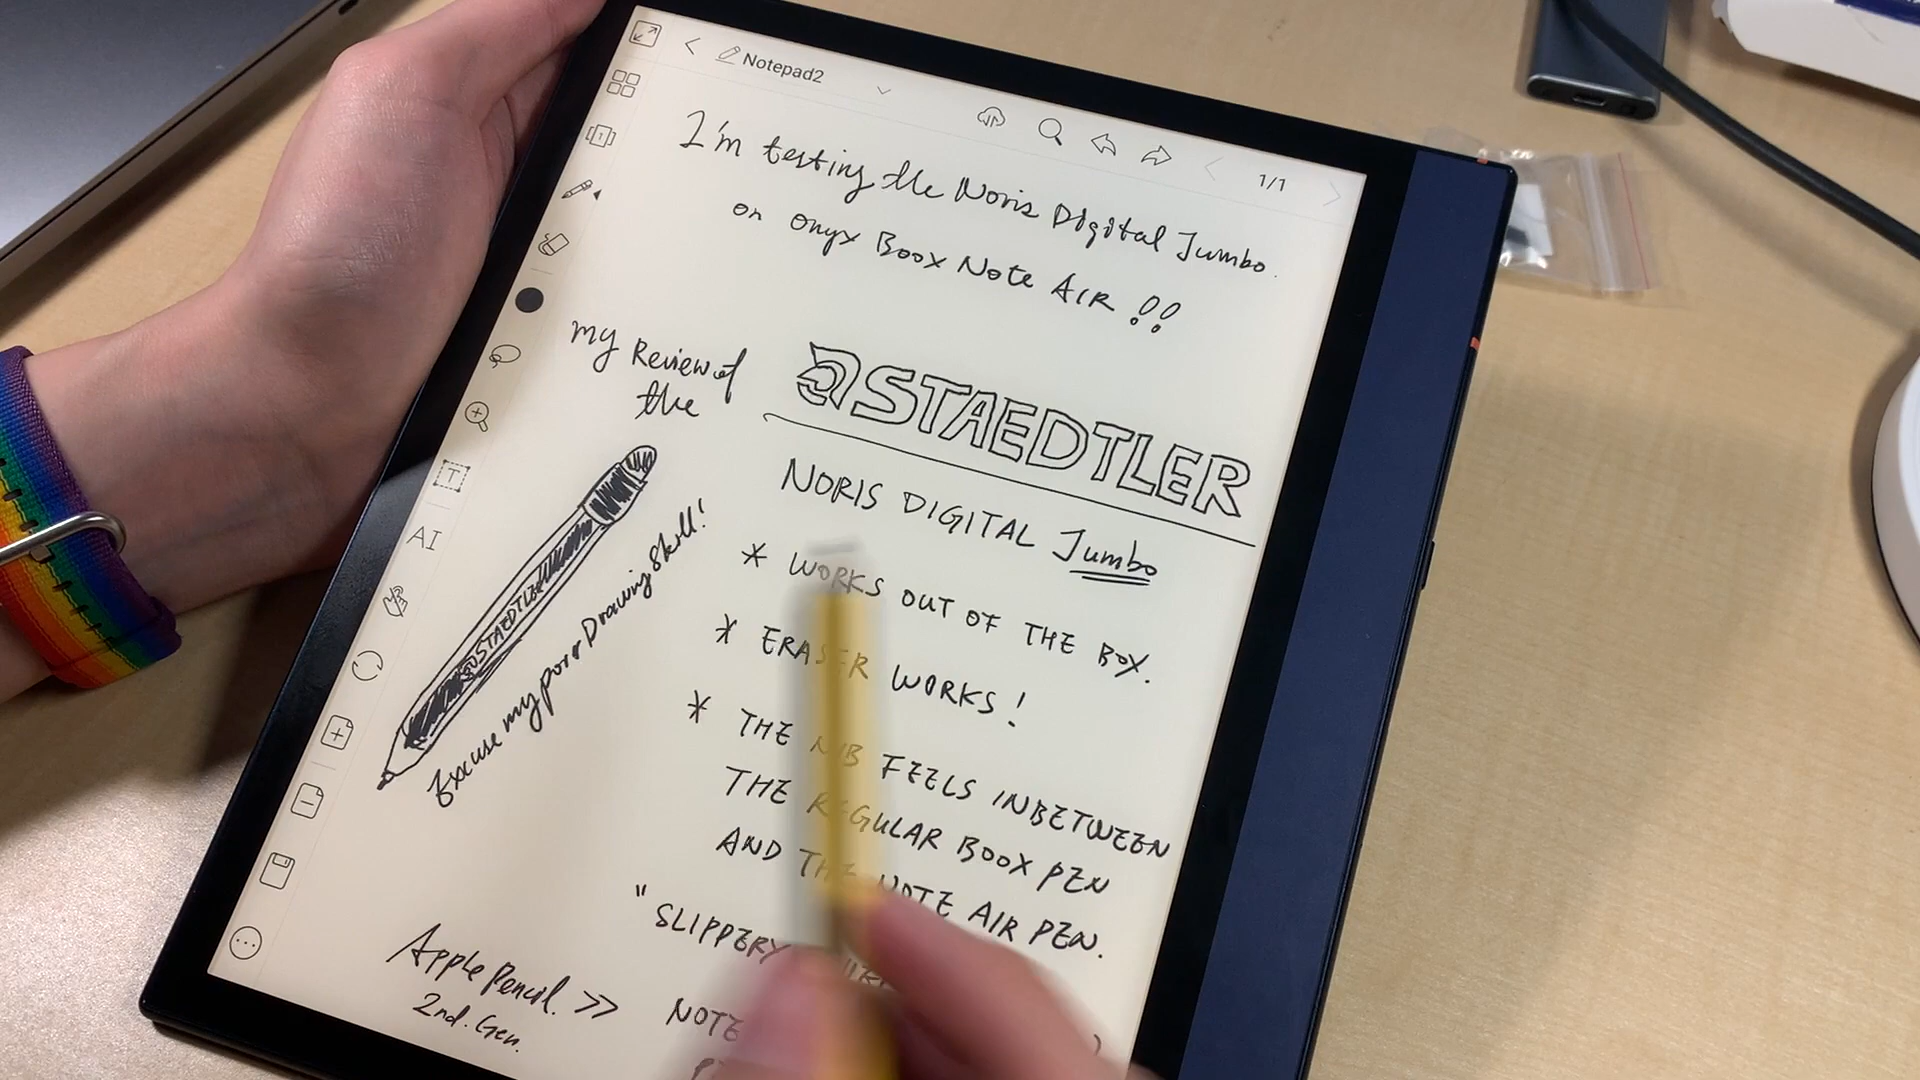 Notepad2
1/1
I'm testing the Noris Digital Jumbo.
on Onyx Boox Note AIR !!
my Review of
the
@STAEDTLER
NORIS DIGITAL Jumbo
* WORKS OUT OF THE BOX.
* ERASER WORKS!
* THE NIB FEELS INBETWEEN
THE REGULAR BOOX PEN
AND THE NOTE AIR PEN.
"SLIPPERY
NOTE
STAEDTLER
Excuse my poor Drawing Skill!
Apple Pencil. >>
2nd. Gen.
T
AI